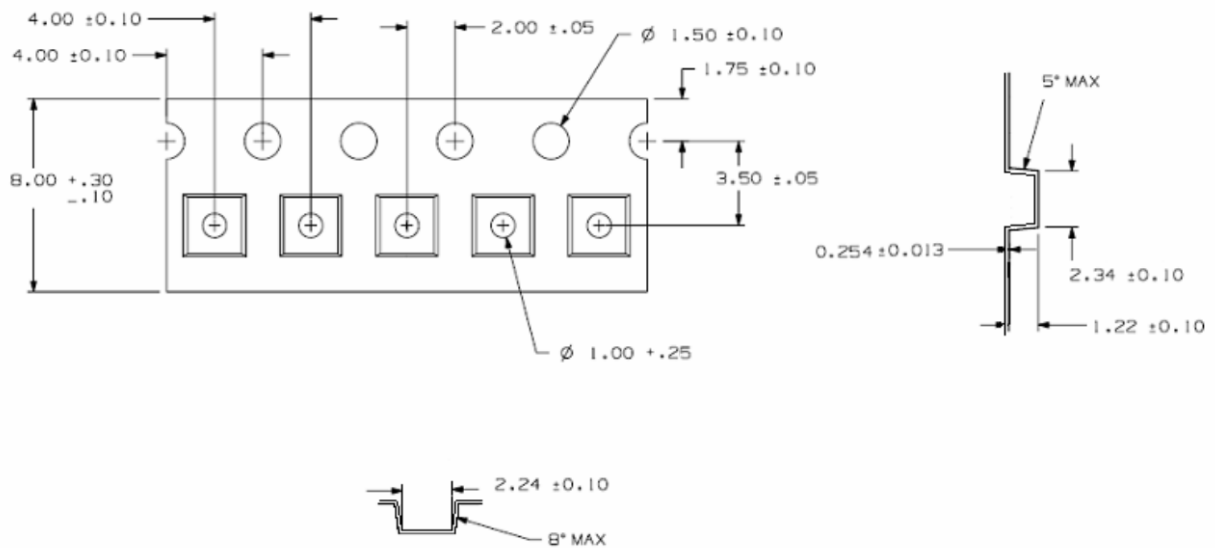 4.00 ±0.10
2.00 ±.05
Ø 1.50 ±0.10
4.00 ±0.10
1.75 ±0.10
5° MAX
8.00 +.30
-.10
3.50 ±.05
0.254±0.013
2.34 ±0.10
1.22 ±0.10
Ø 1.00 +.25
2.24 ±0.10
8° MAX